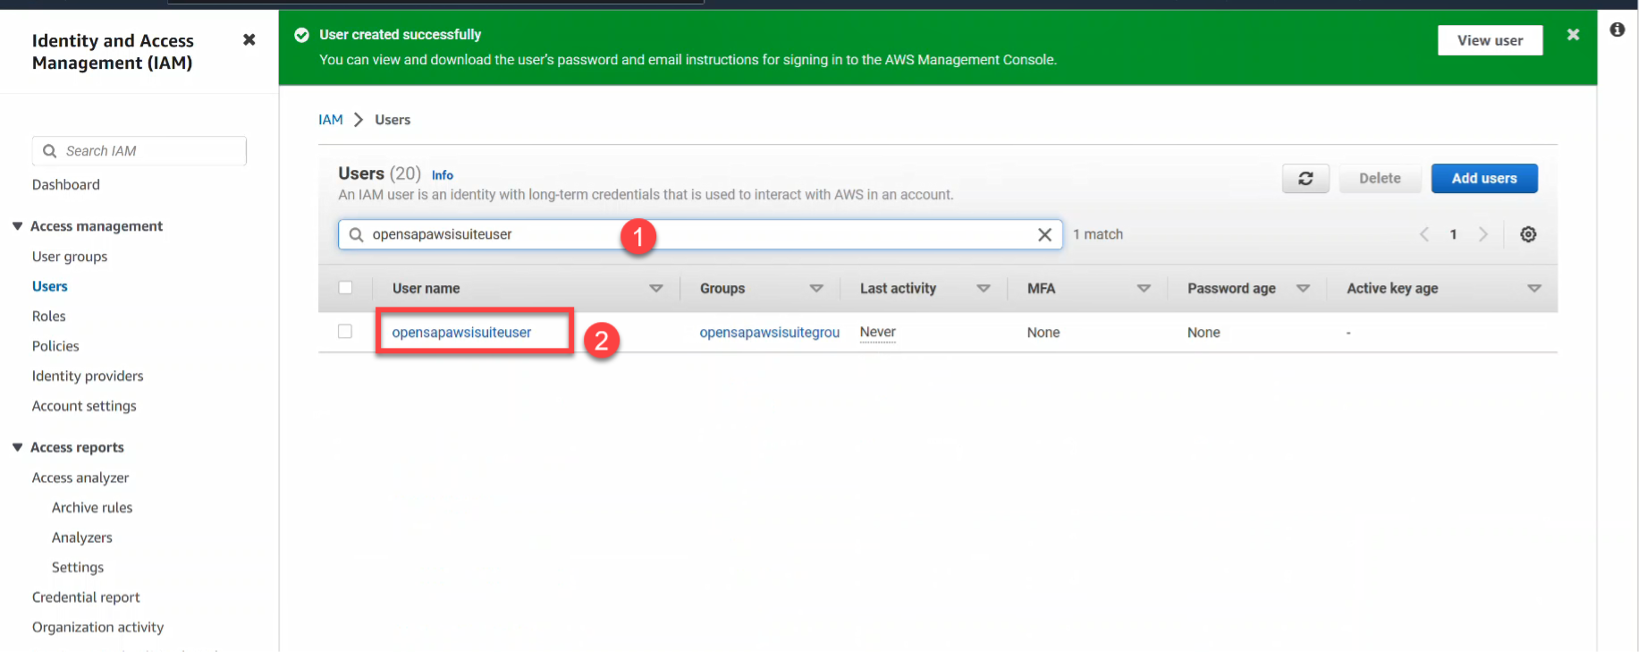 Identity and Access
Management (IAM)
Search IAM
Dashboard
Access management
User groups
Users
Roles
Policies
Identity providers
Account settings
Access reports
Access analyzer
Archive rules
Analyzers
Settings
Credential report
Organization activity
User created successfully
You can view and download the user's password and email instructions for signing in to the AWS Management Console.
View user
IAM > Users
Users (20) Info
An IAM user is an identity with long-term credentials that is used to interact with AWS in an account.
Delete
Add users
opensapawsisuiteuser
1
1 match
1
User name Groups Last activity MFA Password age Active key age
opensapawsisuiteuser 2 opensapawsisuitegrou Never None None -